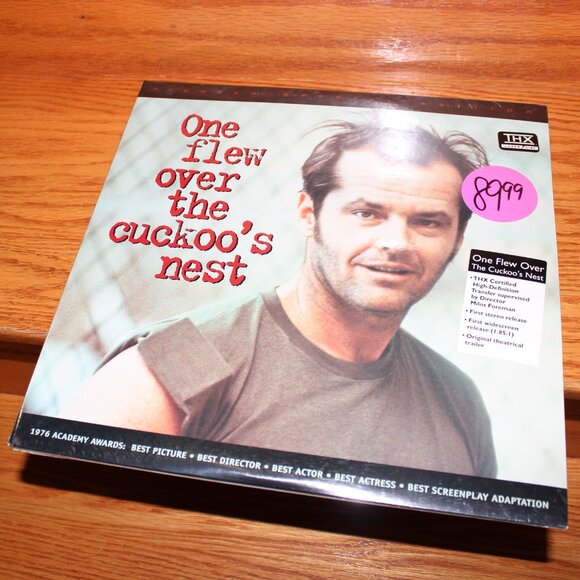 THX
One
flew
over
the
cuckoo's
nest
8999
One Flew Over
The Cuckoo's Nest
• THX Certified
High-Definition
Transfer supervised
by Director
Milos Foreman
• First stereo release
• First widescreen
release (1.85:1)
• Original theatrical
trailer
1976 ACADEMY AWARDS: BEST PICTURE • BEST DIRECTOR • BEST ACTOR • BEST ACTRESS • BEST SCREENPLAY ADAPTATION